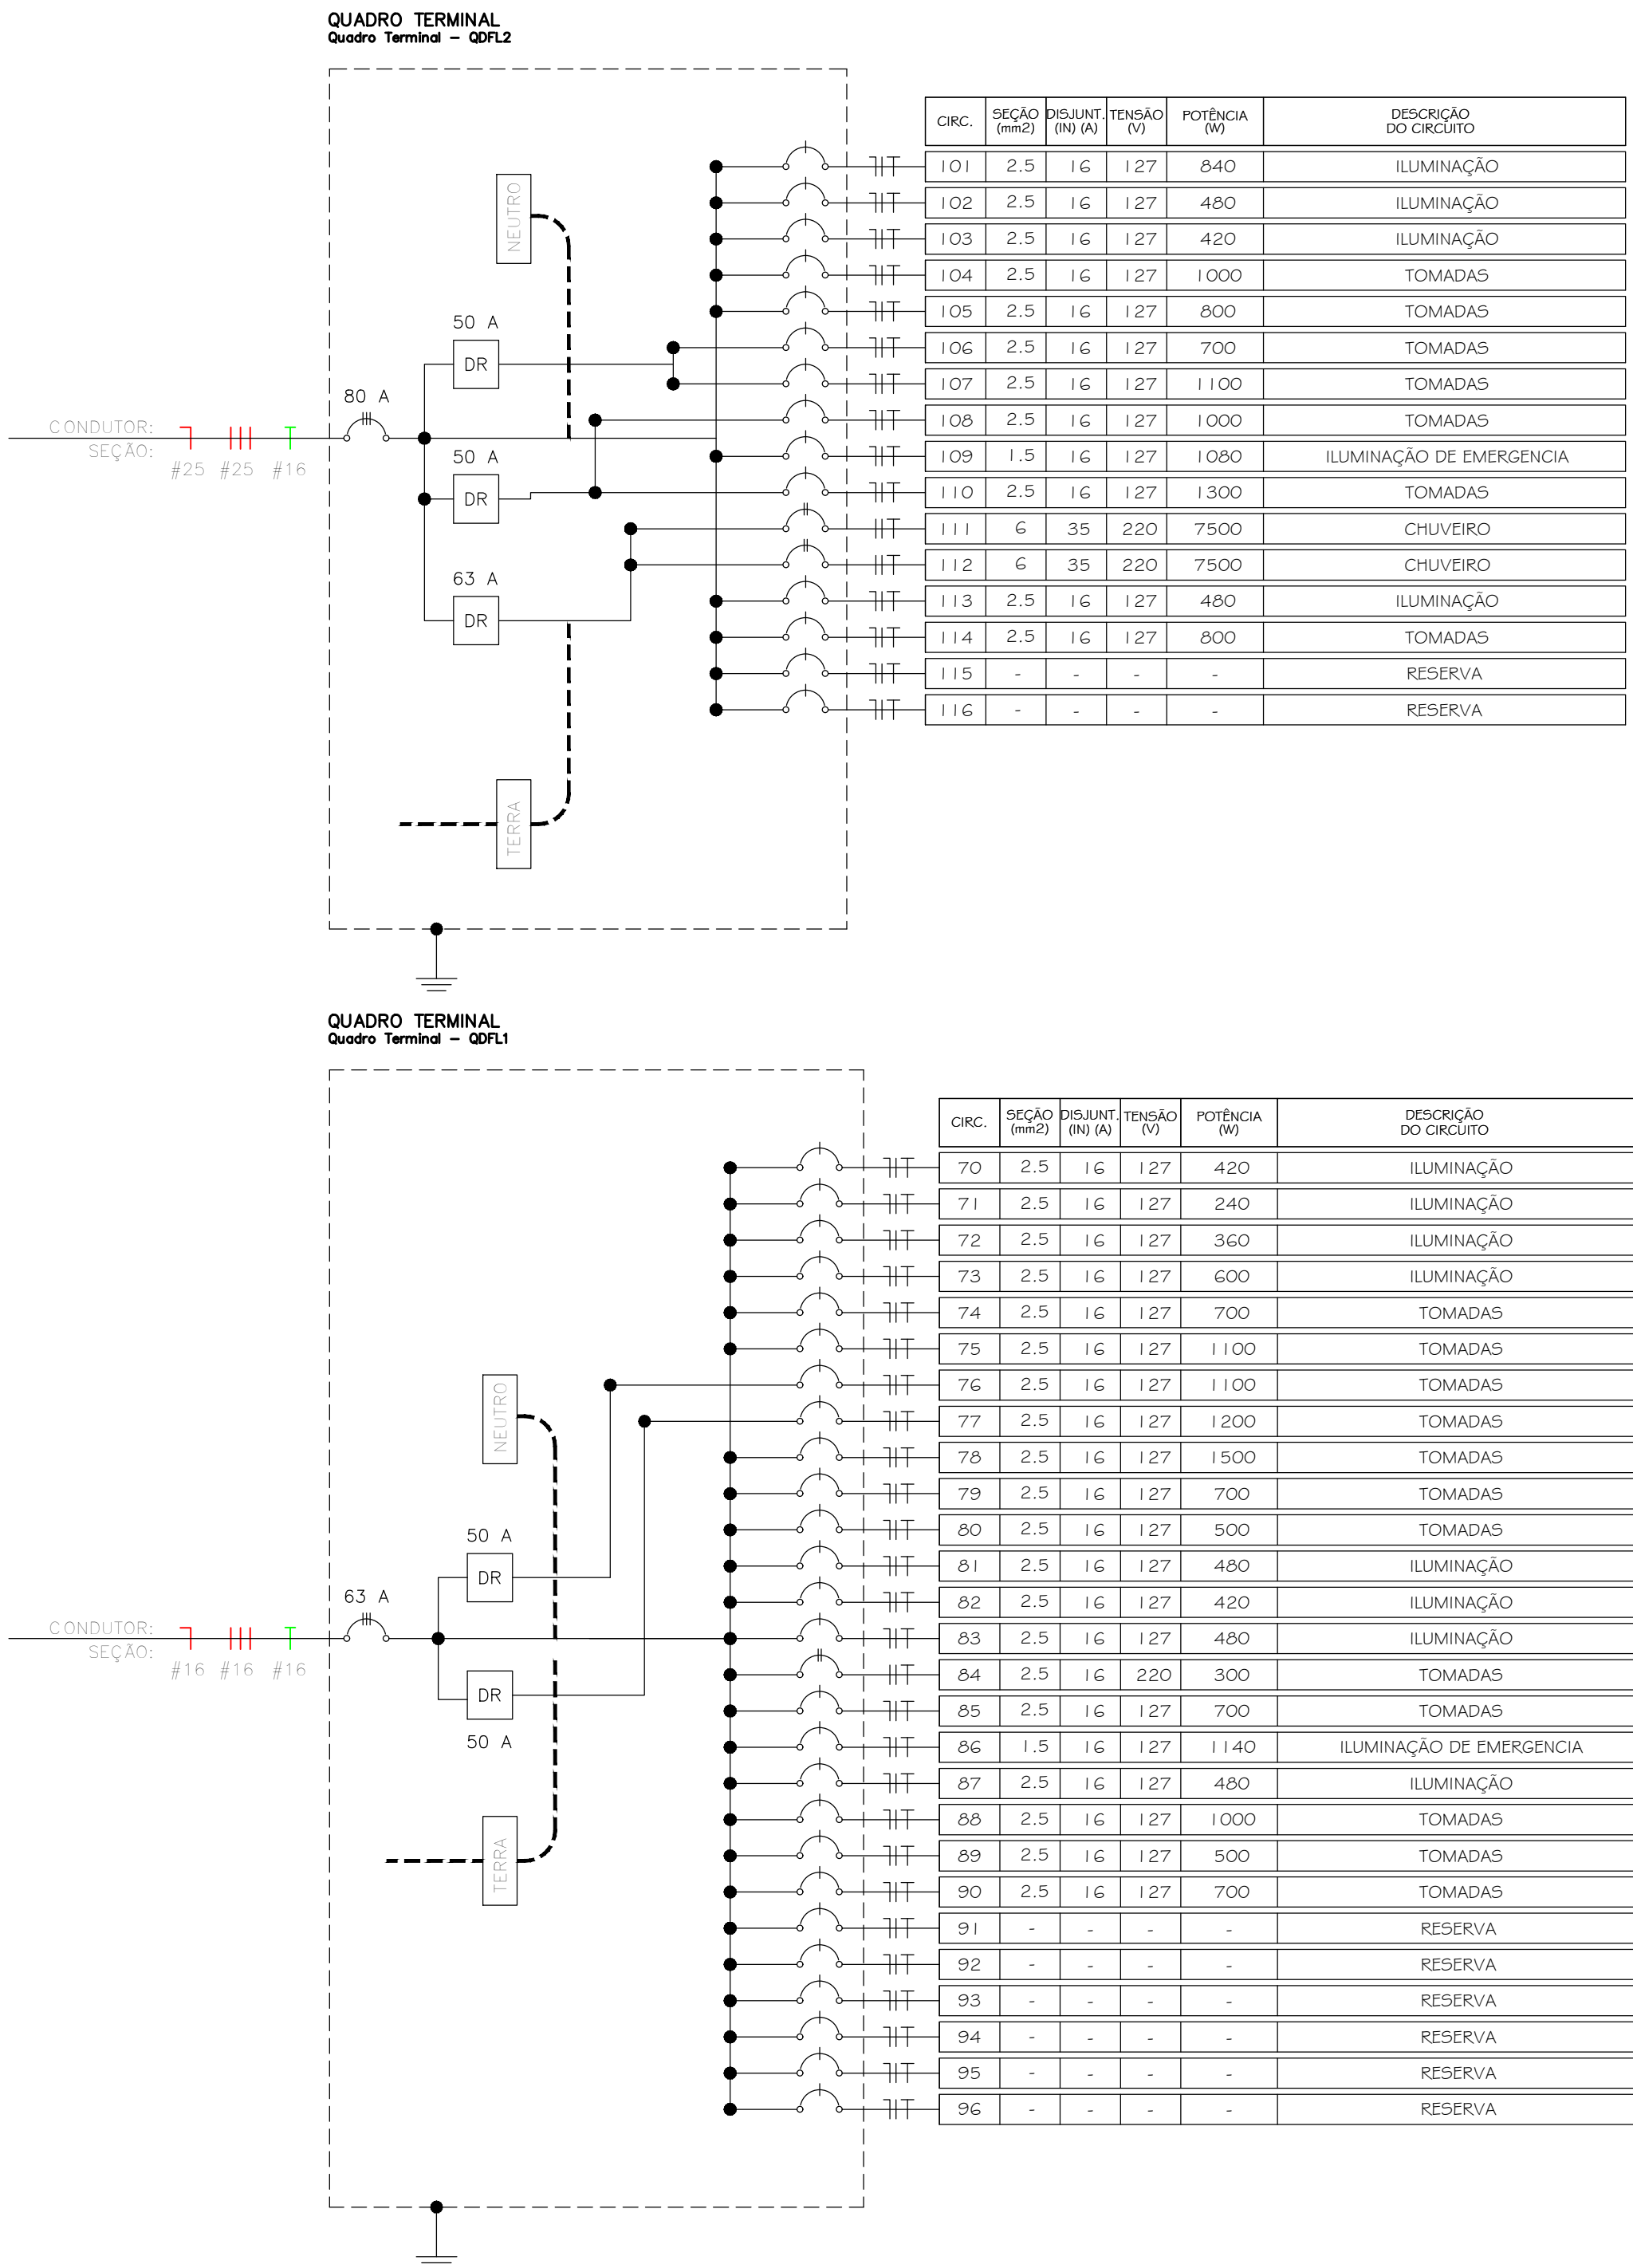 QUADRO TERMINAL
Quadro Terminal – QDFL2
CIRC. SEÇÃO (mm2) DISJUNT. (IN) (A) TENSÃO (V) POTÊNCIA (W) DESCRIÇÃO DO CIRCUITO
101 2.5 16 127 840 ILUMINAÇÃO
102 2.5 16 127 480 ILUMINAÇÃO
103 2.5 16 127 420 ILUMINAÇÃO
104 2.5 16 127 1000 TOMADAS
105 2.5 16 127 800 TOMADAS
106 2.5 16 127 700 TOMADAS
107 2.5 16 127 1100 TOMADAS
108 2.5 16 127 1000 TOMADAS
109 1.5 16 127 1080 ILUMINAÇÃO DE EMERGENCIA
110 2.5 16 127 1300 TOMADAS
111 6 35 220 7500 CHUVEIRO
112 6 35 220 7500 CHUVEIRO
113 2.5 16 127 480 ILUMINAÇÃO
114 2.5 16 127 800 TOMADAS
115 - - - - RESERVA
116 - - - - RESERVA
NEUTRO
50 A
DR
80 A
CONDUTOR:
SEÇÃO:
#25 #25 #16
50 A
DR
63 A
DR
TERRA
QUADRO TERMINAL
Quadro Terminal – QDFL1
CIRC. SEÇÃO (mm2) DISJUNT. (IN) (A) TENSÃO (V) POTÊNCIA (W) DESCRIÇÃO DO CIRCUITO
70 2.5 16 127 420 ILUMINAÇÃO
71 2.5 16 127 240 ILUMINAÇÃO
72 2.5 16 127 360 ILUMINAÇÃO
73 2.5 16 127 600 ILUMINAÇÃO
74 2.5 16 127 700 TOMADAS
75 2.5 16 127 1100 TOMADAS
76 2.5 16 127 1100 TOMADAS
77 2.5 16 127 1200 TOMADAS
78 2.5 16 127 1500 TOMADAS
79 2.5 16 127 700 TOMADAS
80 2.5 16 127 500 TOMADAS
81 2.5 16 127 480 ILUMINAÇÃO
82 2.5 16 127 420 ILUMINAÇÃO
83 2.5 16 127 480 ILUMINAÇÃO
84 2.5 16 220 300 TOMADAS
85 2.5 16 127 700 TOMADAS
86 1.5 16 127 1140 ILUMINAÇÃO DE EMERGENCIA
87 2.5 16 127 480 ILUMINAÇÃO
88 2.5 16 127 1000 TOMADAS
89 2.5 16 127 500 TOMADAS
90 2.5 16 127 700 TOMADAS
91 - - - - RESERVA
92 - - - - RESERVA
93 - - - - RESERVA
94 - - - - RESERVA
95 - - - - RESERVA
96 - - - - RESERVA
NEUTRO
50 A
DR
63 A
CONDUTOR:
SEÇÃO:
#16 #16 #16
DR
50 A
TERRA